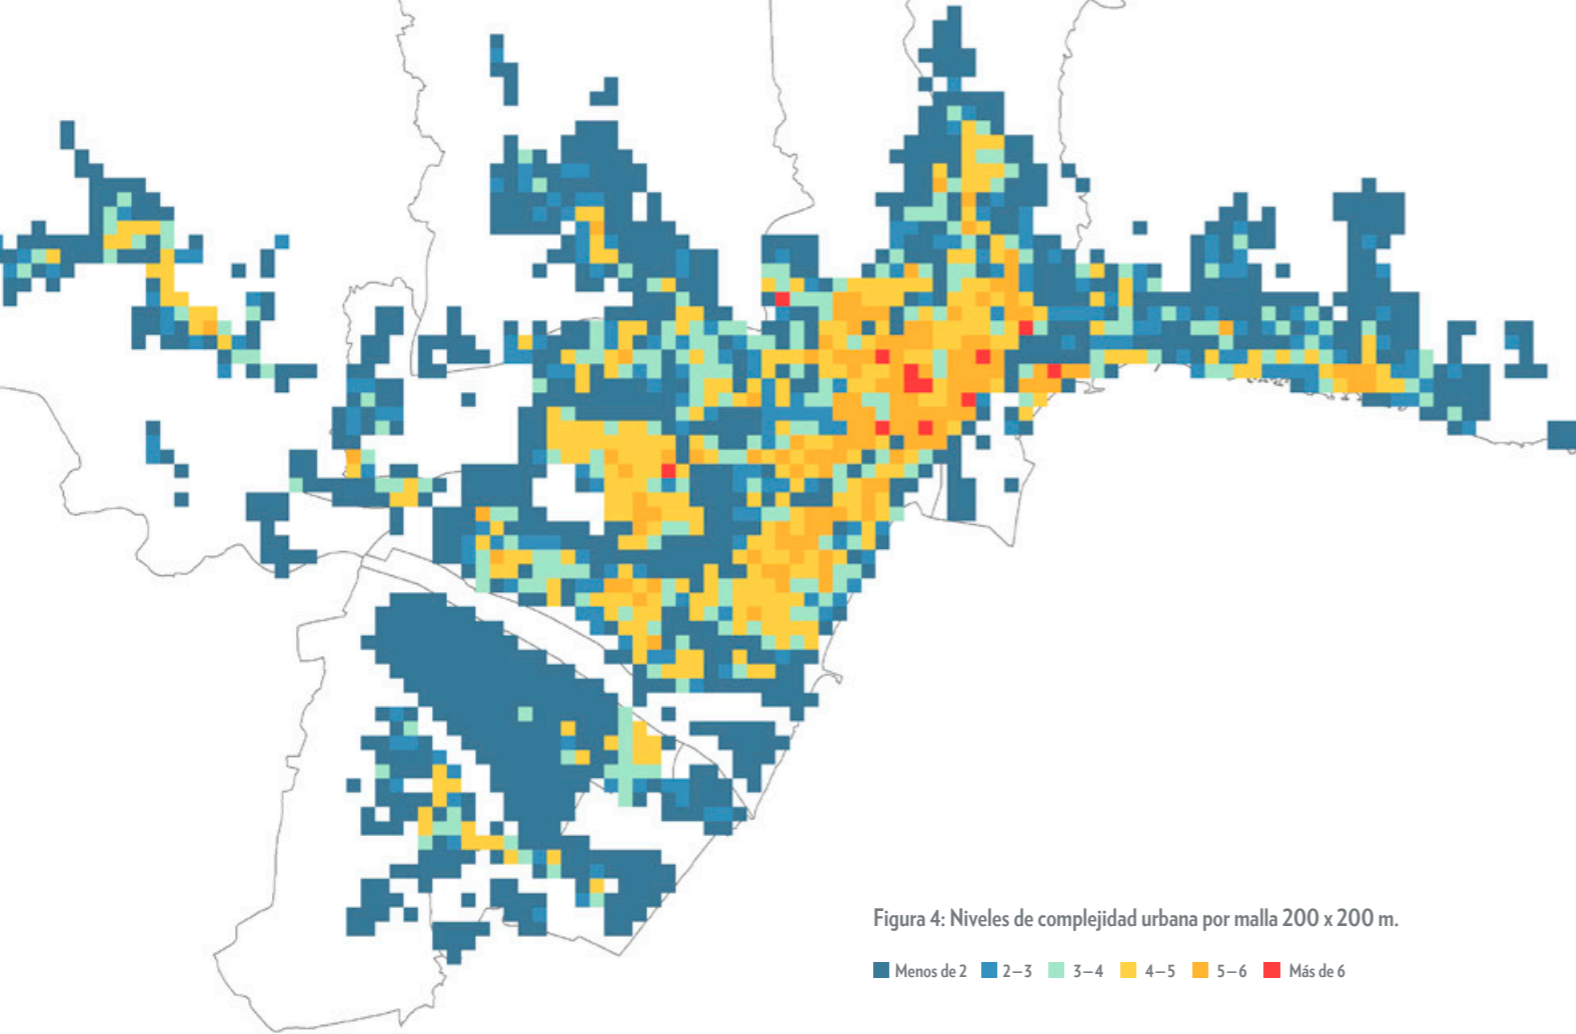 Figura 4: Niveles de complejidad urbana por malla 200 x 200 m.
Menos de 2 2–3 3–4 4–5 5–6 Más de 6